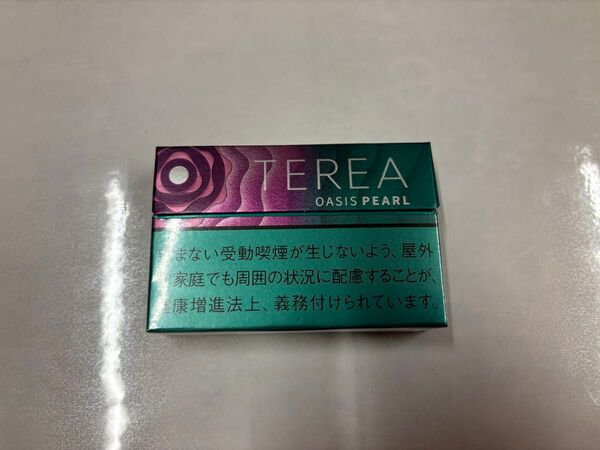 TEREA
OASIS PEARL
まない受動喫煙が生じないよう、屋外
家庭でも周囲の状況に配慮することが、
康増進法上、義務付けられています。